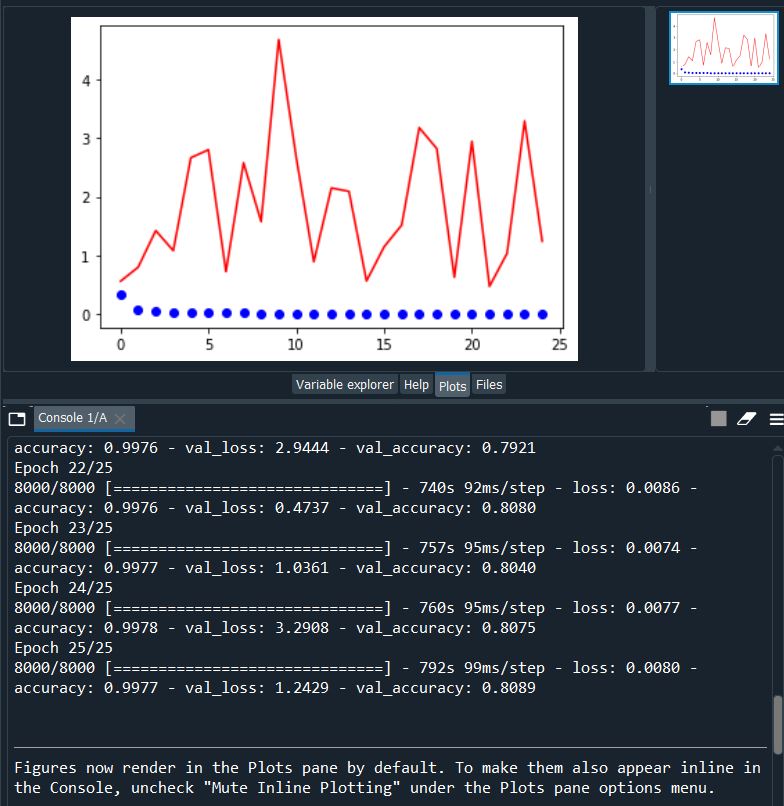 4
3
2
1
0
0 5 10 15 20 25
Variable explorer Help Plots Files
Console 1/A
accuracy: 0.9976 - val_loss: 2.9444 - val_accuracy: 0.7921
Epoch 22/25
8000/8000 [==============================] - 740s 92ms/step - loss: 0.0086 -
accuracy: 0.9976 - val_loss: 0.4737 - val_accuracy: 0.8080
Epoch 23/25
8000/8000 [==============================] - 757s 95ms/step - loss: 0.0074 -
accuracy: 0.9977 - val_loss: 1.0361 - val_accuracy: 0.8040
Epoch 24/25
8000/8000 [==============================] - 760s 95ms/step - loss: 0.0077 -
accuracy: 0.9978 - val_loss: 3.2908 - val_accuracy: 0.8075
Epoch 25/25
8000/8000 [==============================] - 792s 99ms/step - loss: 0.0080 -
accuracy: 0.9977 - val_loss: 1.2429 - val_accuracy: 0.8089
Figures now render in the Plots pane by default. To make them also appear inline in
the Console, uncheck "Mute Inline Plotting" under the Plots pane options menu.